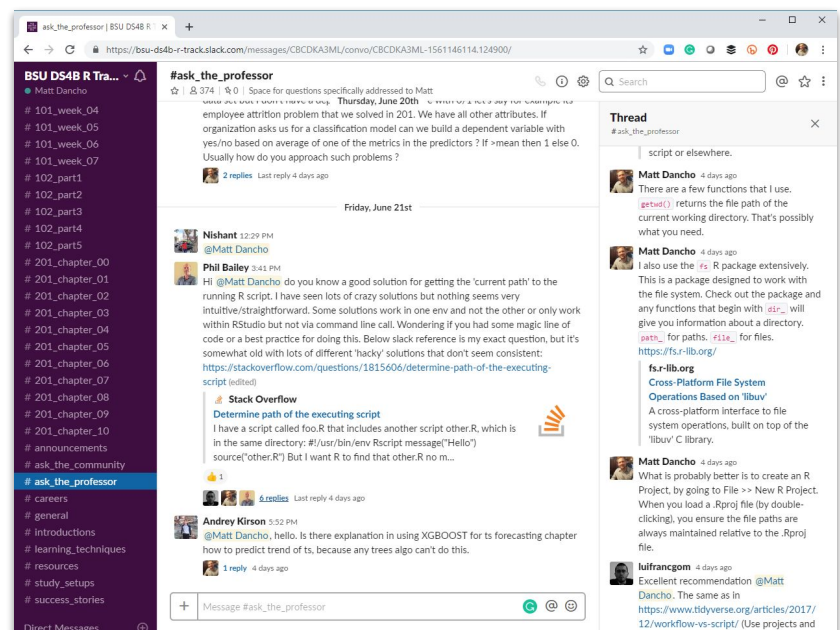 ask_the_professor | BSU DS4B R T
https://bsu-ds4b-r-track.slack.com/messages/CBCDKA3ML/convo/CBCDKA3ML-1561146114.124900/
BSU DS4B R Tra...
Matt Dancho
# 101_week_04
# 101_week_05
# 101_week_06
# 101_week_07
# 102_part1
# 102_part2
# 102_part3
# 102_part4
# 102_part5
# 201_chapter_00
# 201_chapter_01
# 201_chapter_02
# 201_chapter_03
# 201_chapter_04
# 201_chapter_05
# 201_chapter_06
# 201_chapter_07
# 201_chapter_08
# 201_chapter_09
# 201_chapter_10
# announcements
# ask_the_community
# ask_the_professor
# careers
# general
# introductions
# learning_techniques
# resources
# study_setups
# success_stories
Direct Messages
#ask_the_professor
374 | 0 | Space for questions specifically addressed to Matt
Search
Thursday, June 20th
employee attrition problem that we solved in 201. We have all other attributes. If
organization asks us for a classification model can we build a dependent variable with
yes/no based on average of one of the metrics in the predictors ? If >mean then 1 else 0.
Usually how do you approach such problems ?
2 replies Last reply 4 days ago
Friday, June 21st
Nishant 12:29 PM
@Matt Dancho
Phil Bailey 3:41 PM
Hi @Matt Dancho do you know a good solution for getting the 'current path' to the
running R script. I have seen lots of crazy solutions but nothing seems very
intuitive/straightforward. Some solutions work in one env and not the other or only work
within RStudio but not via command line call. Wondering if you had some magic line of
code or a best practice for doing this. Below slack reference is my exact question, but it's
somewhat old with lots of different 'hacky' solutions that don't seem consistent:
https://stackoverflow.com/questions/1815606/determine-path-of-the-executing-
script (edited)
Stack Overflow
Determine path of the executing script
I have a script called foo.R that includes another script other.R, which is
in the same directory: #!/usr/bin/env Rscript message("Hello")
source("other.R") But I want R to find that other.R no m...
1
6 replies Last reply 4 days ago
Andrey Kirson 5:52 PM
@Matt Dancho, hello. Is there explanation in using XGBOOST for ts forecasting chapter
how to predict trend of ts, because any trees algo can't do this.
1 reply 4 days ago
Message #ask_the_professor
Thread
#ask_the_professor
script or elsewhere.
Matt Dancho 4 days ago
There are a few functions that I use.
getwd() returns the file path of the
current working directory. That's possibly
what you need.
Matt Dancho 4 days ago
I also use the fs R package extensively.
This is a package designed to work with
the file system. Check out the package and
any functions that begin with dir_ will
give you information about a directory.
path_ for paths. file_ for files.
https://fs.r-lib.org/
fs.r-lib.org
Cross-Platform File System
Operations Based on 'libuv'
A cross-platform interface to file
system operations, built on top of the
'libuv' C library.
Matt Dancho 4 days ago
What is probably better is to create an R
Project, by going to File >> New R Project.
When you load a .Rproj file (by double-
clicking), you ensure the file paths are
always maintained relative to the .Rproj
file.
luifrancgom 4 days ago
Excellent recommendation @Matt
Dancho. The same as in
https://www.tidyverse.org/articles/2017/
12/workflow-vs-script/ (Use projects and